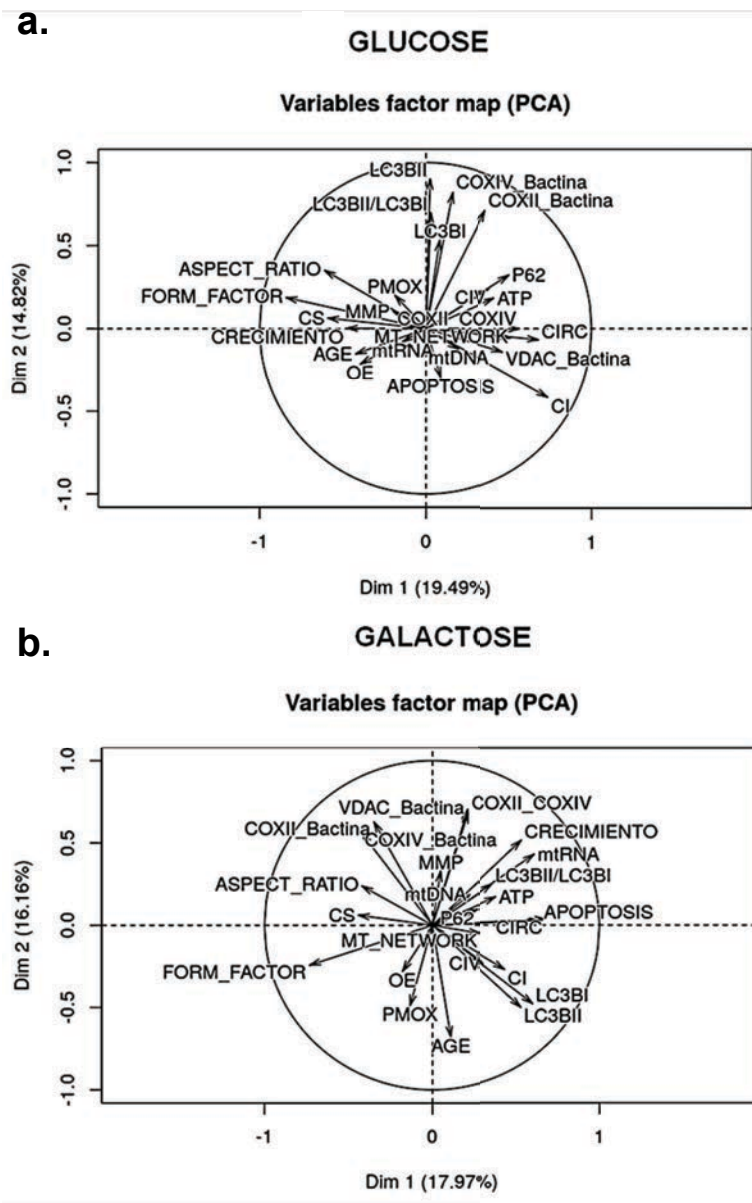 a.
GLUCOSE
Variables factor map (PCA)
Dim 2 (14.82%)
1.0
0.5
0.0
-0.5
-1.0
LC3BII
COXIV_Bactina
LC3BII/LC3BI
COXII_Bactina
LC3BI
ASPECT_RATIO
P62
PMOX
FORM_FACTOR
CIV
ATP
MMP
CS
COXII
COXIV
CRECIMIENTO
MT_NETWORK
CIRC
AGE
mtRNA
mtDNA
VDAC_Bactina
OE
APOPTOSIS
CI
-1
0
1
Dim 1 (19.49%)
b.
GALACTOSE
Variables factor map (PCA)
Dim 2 (16.16%)
1.0
0.5
0.0
-0.5
-1.0
VDAC_Bactina
COXII_COXIV
COXII_Bactina
CRECIMIENTO
COXIV_Bactina
mtRNA
MMP
LC3BII/LC3BI
ASPECT_RATIO
mtDNA
ATP
CS
P62
APOPTOSIS
CIRC
MT_NETWORK
CIV
FORM_FACTOR
OE
CI
LC3BI
PMOX
LC3BII
AGE
-1
0
1
Dim 1 (17.97%)